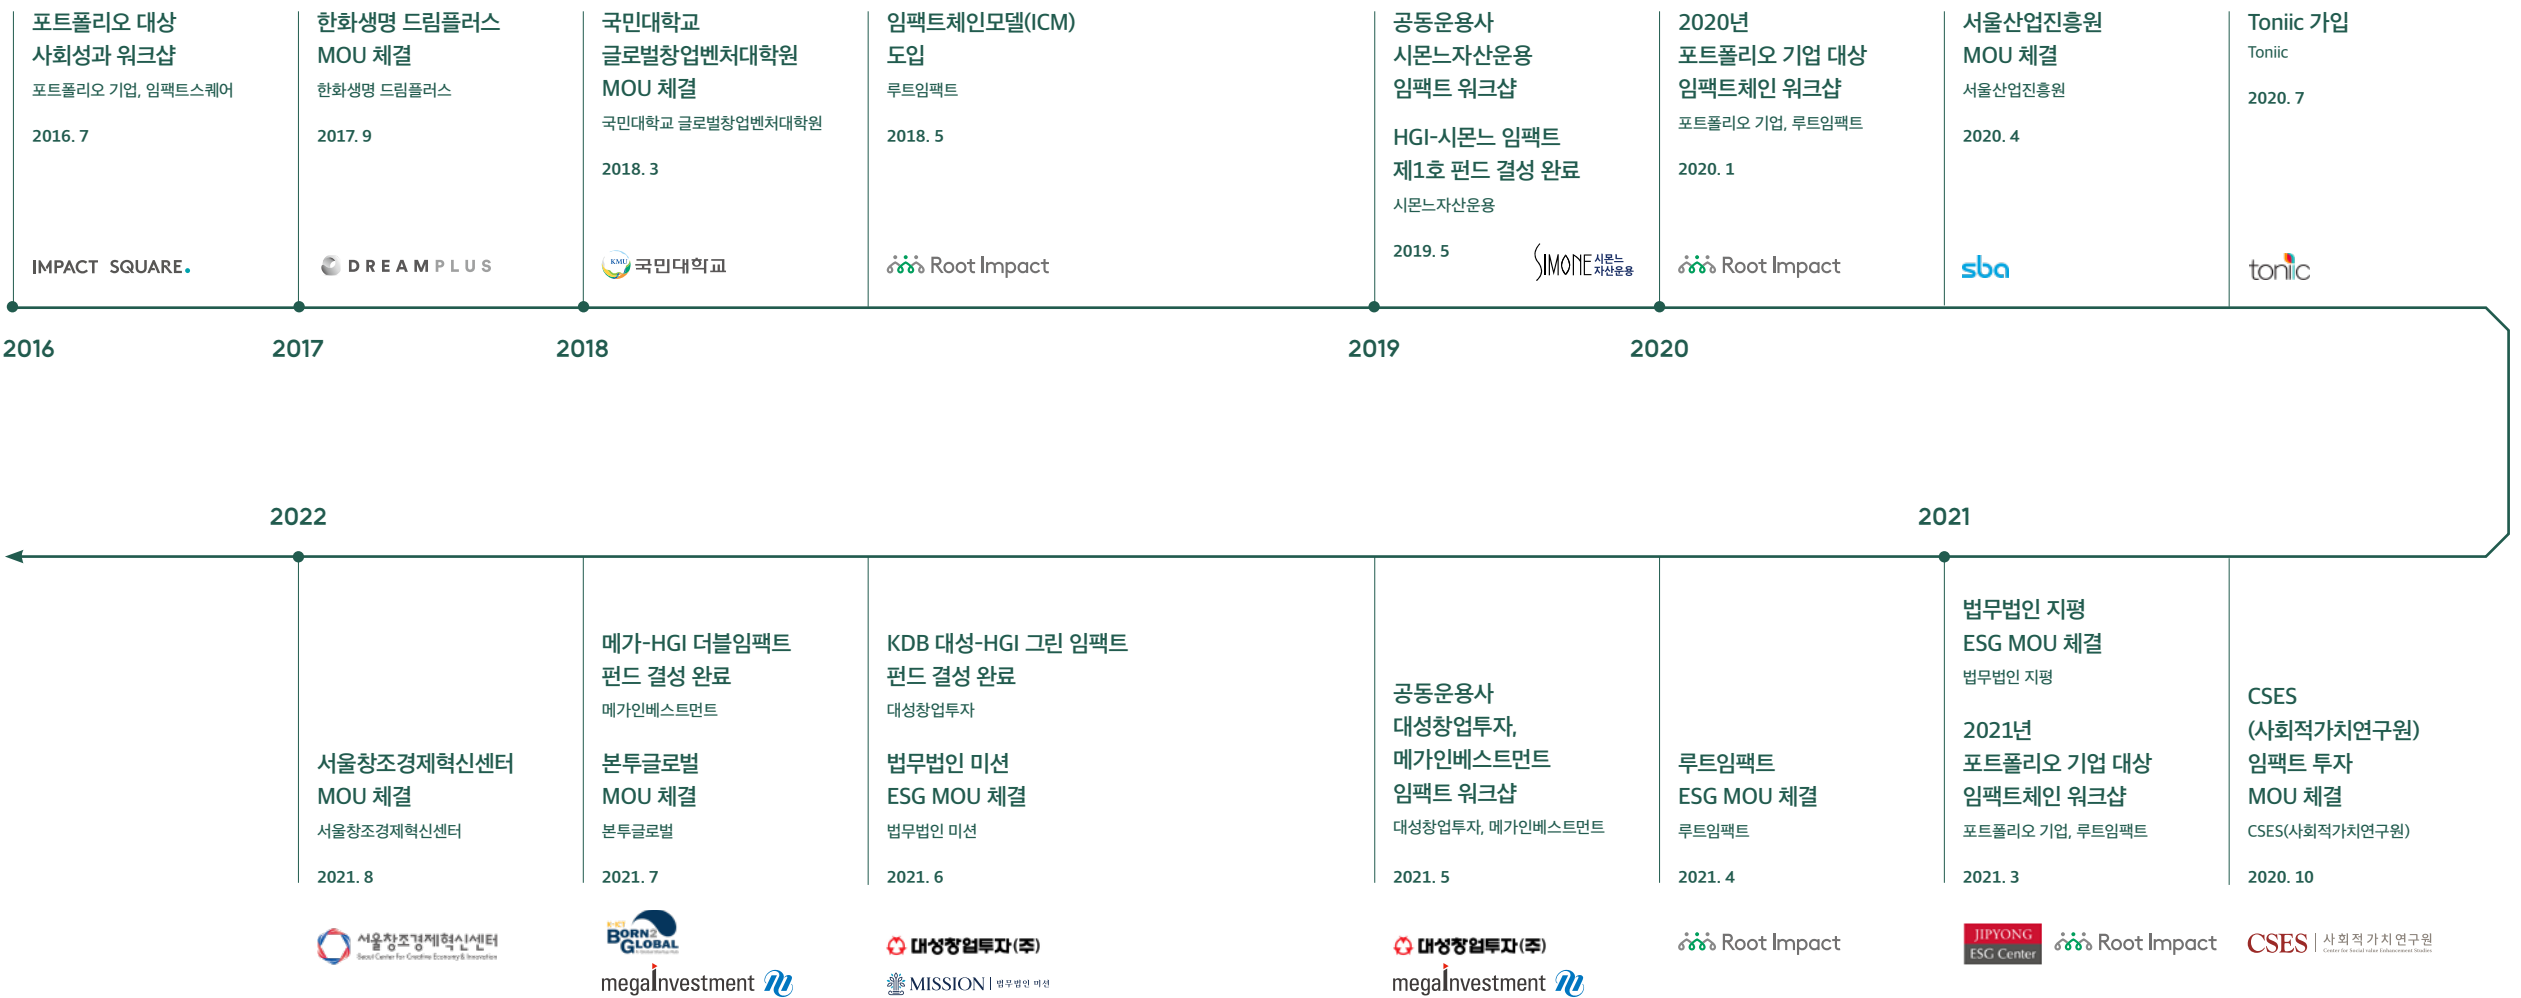 포트폴리오 대상
사회성과 워크샵
포트폴리오 기업, 임팩트스퀘어
2016. 7
IMPACT SQUARE.
한화생명 드림플러스
MOU 체결
한화생명 드림플러스
2017. 9
DREAMPLUS
국민대학교
글로벌창업벤처대학원
MOU 체결
국민대학교 글로벌창업벤처대학원
2018. 3
KMU 국민대학교
임팩트체인모델(ICM)
도입
루트임팩트
2018. 5
Root Impact
공동운용사
시몬느자산운용
임팩트 워크샵
HGI-시몬느 임팩트
제1호 펀드 결성 완료
시몬느자산운용
2019. 5
SIMONE 시몬느
자산운용
2020년
포트폴리오 기업 대상
임팩트체인 워크샵
포트폴리오 기업, 루트임팩트
2020. 1
Root Impact
서울산업진흥원
MOU 체결
서울산업진흥원
2020. 4
sba
Toniic 가입
Toniic
2020. 7
toniic
2016
2017
2018
2019
2020
2022
2021
서울창조경제혁신센터
MOU 체결
서울창조경제혁신센터
2021. 8
서울창조경제혁신센터
Seoul Center for Creative Economy & Innovation
메가-HGI 더블임팩트
펀드 결성 완료
메가인베스트먼트
본투글로벌
MOU 체결
본투글로벌
2021. 7
BORN2
GLOBAL
megaInvestment
KDB 대성-HGI 그린 임팩트
펀드 결성 완료
대성창업투자
법무법인 미션
ESG MOU 체결
법무법인 미션
2021. 6
대성창업투자(주)
MISSION 법무법인 미션
공동운용사
대성창업투자,
메가인베스트먼트
임팩트 워크샵
대성창업투자, 메가인베스트먼트
2021. 5
대성창업투자(주)
megaInvestment
루트임팩트
ESG MOU 체결
루트임팩트
2021. 4
Root Impact
법무법인 지평
ESG MOU 체결
법무법인 지평
2021년
포트폴리오 기업 대상
임팩트체인 워크샵
포트폴리오 기업, 루트임팩트
2021. 3
JIPYONG
ESG Center
Root Impact
CSES
(사회적가치연구원)
임팩트 투자
MOU 체결
CSES(사회적가치연구원)
2020. 10
CSES 사회적가치연구원
Center for Social value Enhancement Studies